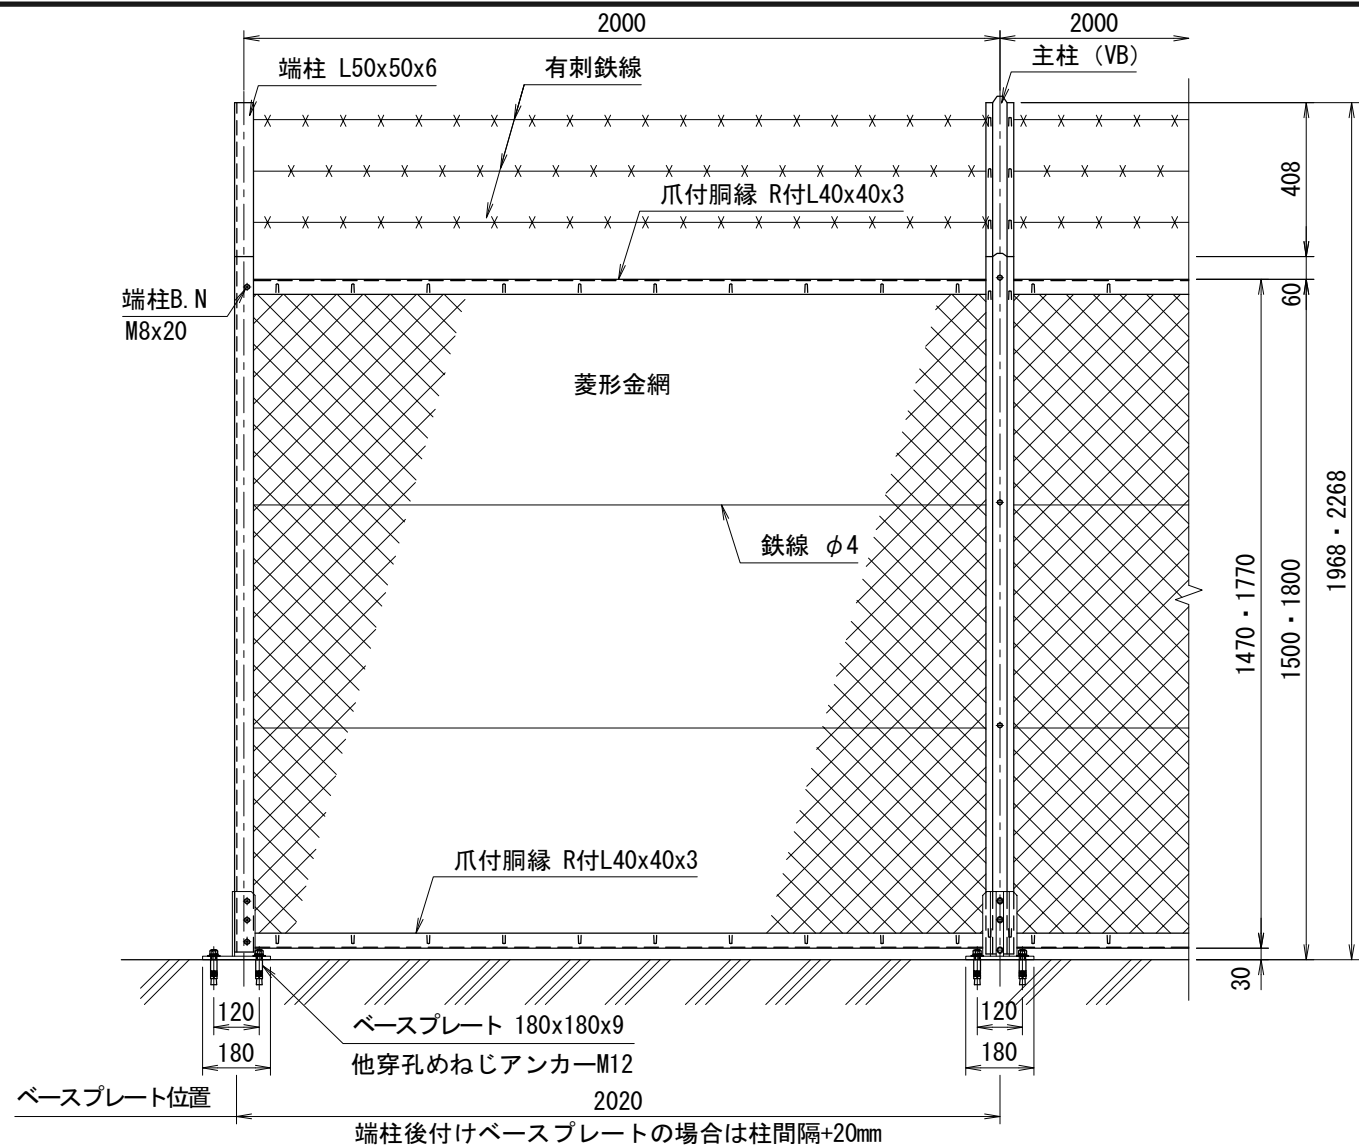 2000
2000
端柱 L50x50x6
有刺鉄線
主柱 (VB)
爪付胴縁 R付L40x40x3
408
60
端柱B.N
M8x20
菱形金網
鉄線 φ4
1470・1770
1500・1800
1968・2268
爪付胴縁 R付L40x40x3
30
120
180
ベースプレート 180x180x9
他穿孔めねじアンカーM12
120
180
ベースプレート位置
2020
端柱後付けベースプレートの場合は柱間隔+20mm